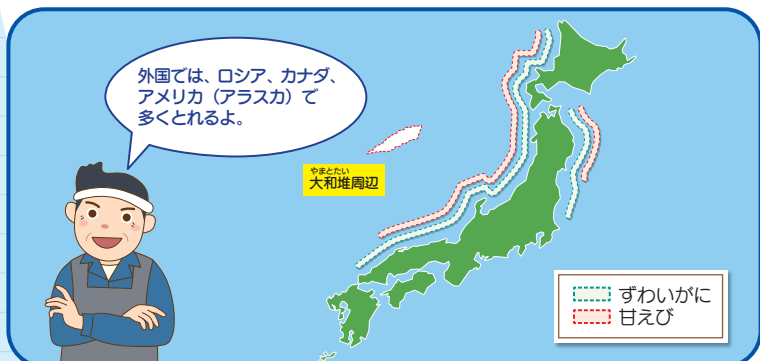 外国では、ロシア、カナダ、
アメリカ（アラスカ）で
多くとれるよ。
やまとたい
大和堆周辺
ずわいがに
甘えび